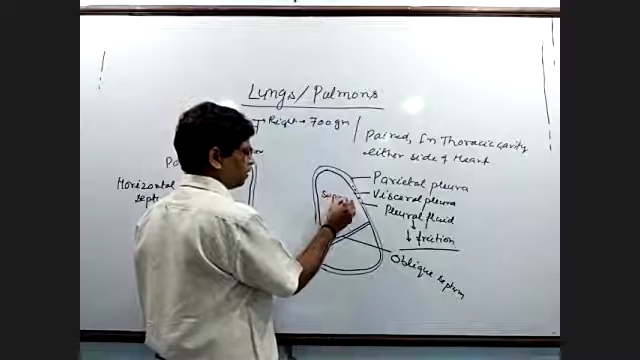 Lungs/Pulmons
Right → 700gm
Paired, In Thoracic cavity
either side of Heart
Horizontal
Parietal pleura
Visceral pleura
Pleural fluid
↓ friction
Oblique septum